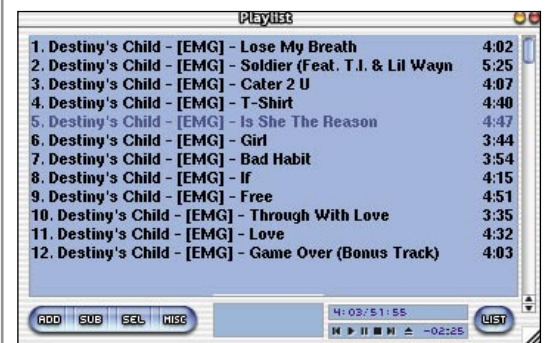 Playlist
1. Destiny's Child - [EMG] - Lose My Breath 4:02
2. Destiny's Child - [EMG] - Soldier (Feat. T.I. & Lil Wayn 5:25
3. Destiny's Child - [EMG] - Cater 2 U 4:07
4. Destiny's Child - [EMG] - T-Shirt 4:40
5. Destiny's Child - [EMG] - Is She The Reason 4:47
6. Destiny's Child - [EMG] - Girl 3:44
7. Destiny's Child - [EMG] - Bad Habit 3:54
8. Destiny's Child - [EMG] - If 4:15
9. Destiny's Child - [EMG] - Free 4:51
10. Destiny's Child - [EMG] - Through With Love 3:35
11. Destiny's Child - [EMG] - Love 4:32
12. Destiny's Child - [EMG] - Game Over (Bonus Track) 4:03
4:03/51:55
ADD SUB SEL MISC -02:25 LIST